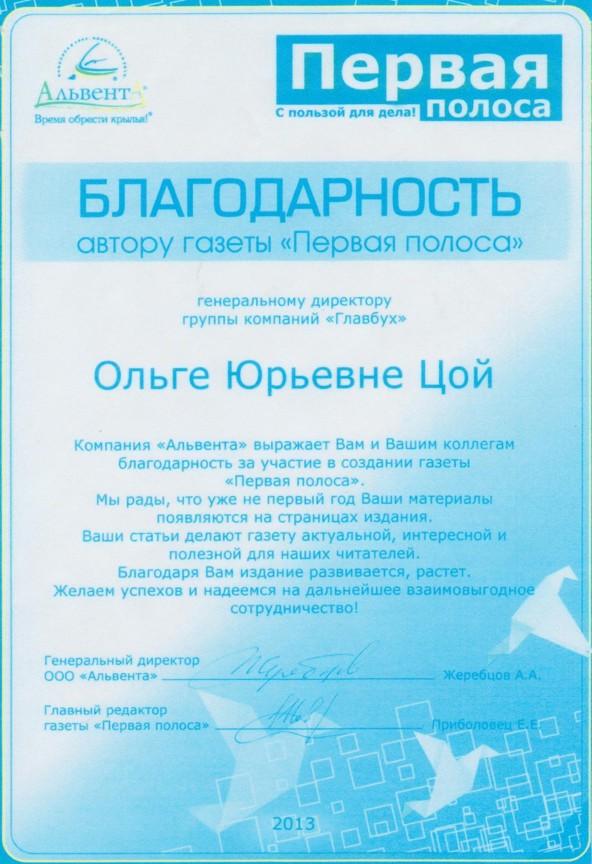 АльвентА®
Время обрести крылья!®
Первая
С пользой для дела! полоса
БЛАГОДАРНОСТЬ
автору газеты «Первая полоса»
генеральному директору
группы компаний «Главбух»
Ольге Юрьевне Цой
Компания «Альвента» выражает Вам и Вашим коллегам
благодарность за участие в создании газеты
«Первая полоса».
Мы рады, что уже не первый год Ваши материалы
появляются на страницах издания.
Ваши статьи делают газету актуальной, интересной и
полезной для наших читателей.
Благодаря Вам издание развивается, растет.
Желаем успехов и надеемся на дальнейшее взаимовыгодное
сотрудничество!
Генеральный директор
ООО «Альвента» Жеребцов А.А.
Главный редактор
газеты «Первая полоса» Приболовец Е.Е.
2013